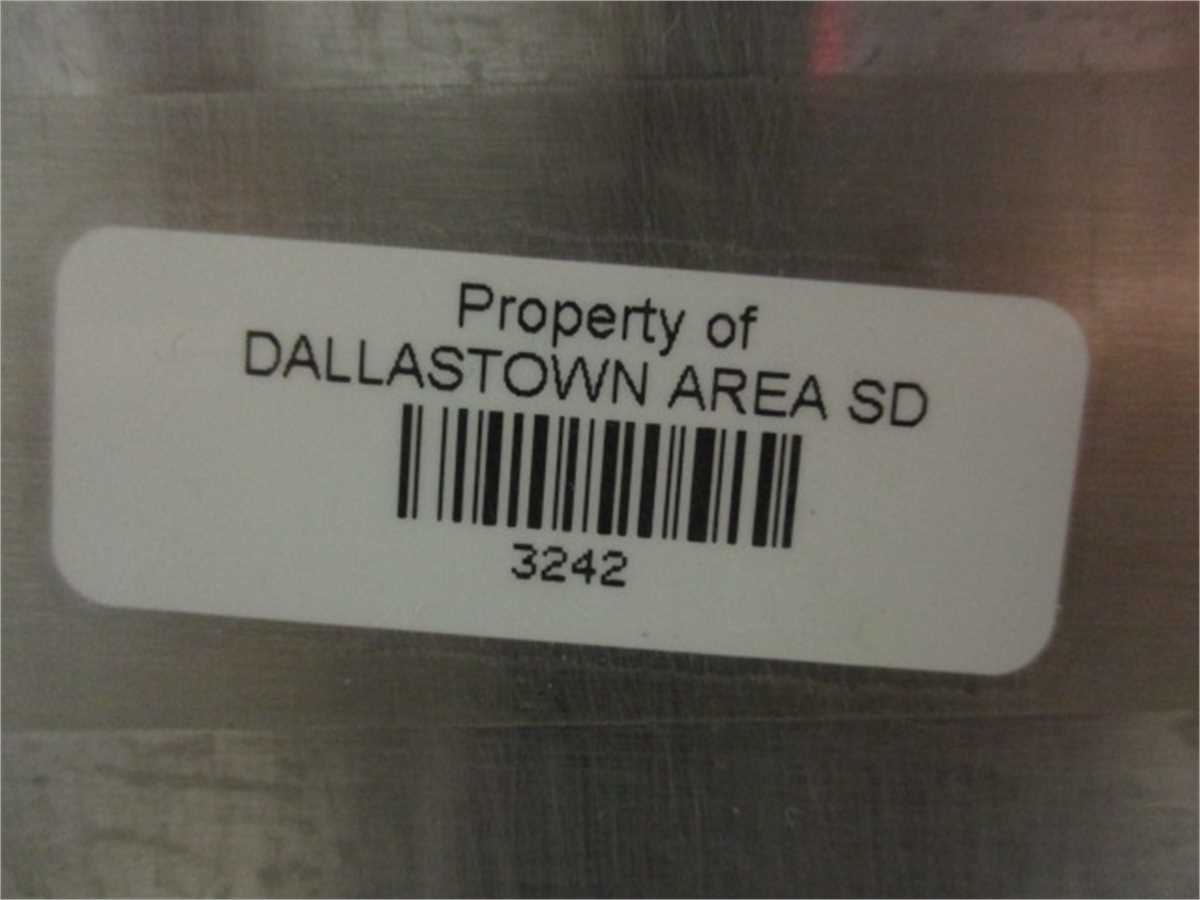 Property of
DALLASTOWN AREA SD
3242